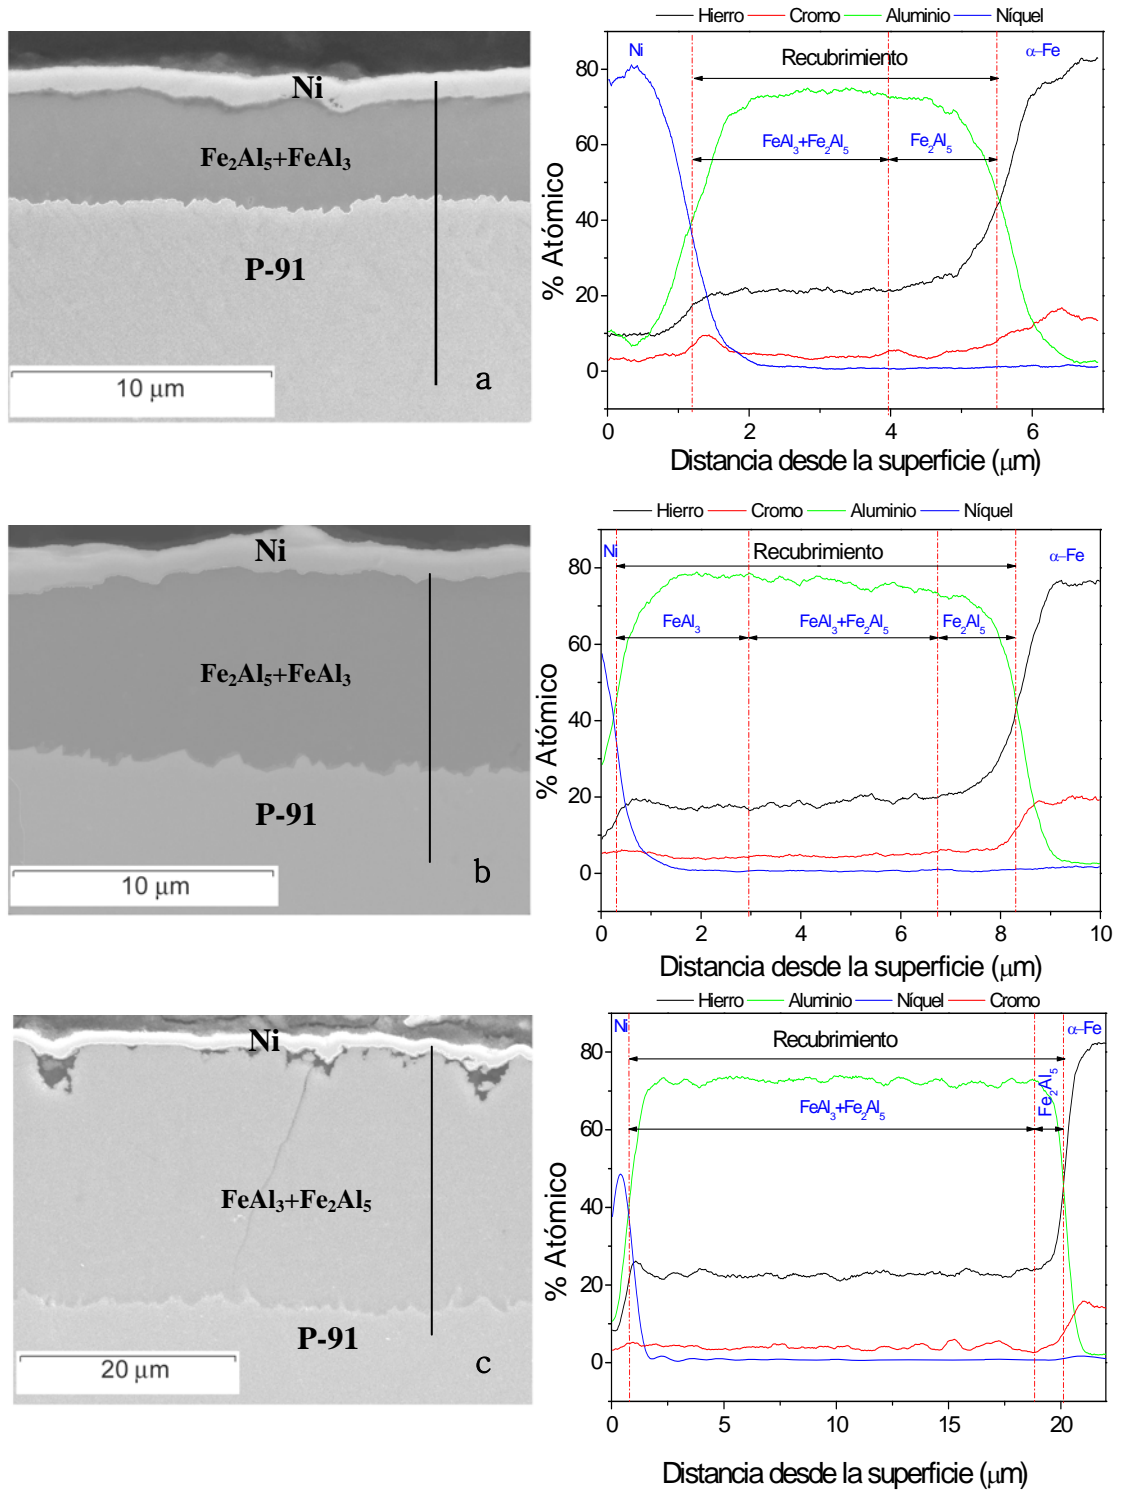 Ni
Fe2Al5+FeAl3
P-91
10 μm
a
Hierro Cromo Aluminio Níquel
Ni
α–Fe
Recubrimiento
FeAl3+Fe2Al5
Fe2Al5
% Atómico
80
60
40
20
0
0 2 4 6
Distancia desde la superficie (μm)
Ni
Fe2Al5+FeAl3
P-91
10 μm
b
Hierro Cromo Aluminio Níquel
Ni
Recubrimiento
α–Fe
FeAl3
FeAl3+Fe2Al5
Fe2Al5
% Atómico
80
60
40
20
0
0 2 4 6 8 10
Distancia desde la superficie (μm)
Ni
FeAl3+Fe2Al5
P-91
20 μm
c
Hierro Aluminio Níquel Cromo
Ni
α–Fe
Recubrimiento
FeAl3+Fe2Al5
Fe2Al5
% Atómico
80
60
40
20
0
0 5 10 15 20
Distancia desde la superficie (μm)